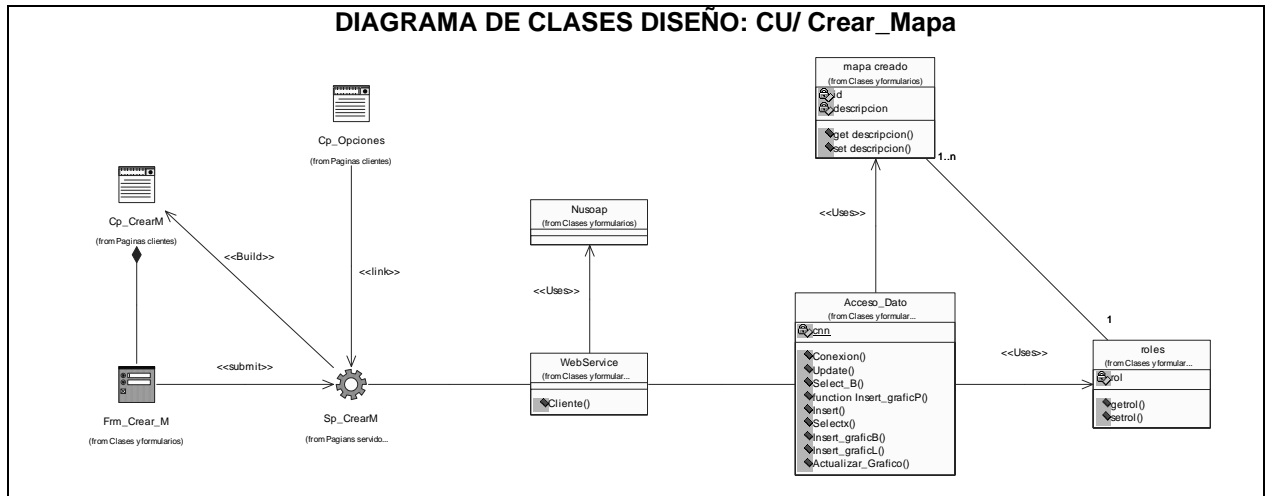 DIAGRAMA DE CLASES DISEÑO: CU/ Crear_Mapa
mapa creado
(from Clases y formularios)
id
descripcion
get descripcion()
set descripcion()
Cp_Opciones
(from Paginas clientes)
1..n
Cp_CrearM
(from Paginas clientes)
Nusoap
(from Clases y formularios)
<<Uses>>
<<Build>>
<<link>>
<<Uses>>
Acceso_Dato
(from Clases y formular...
cnn
Conexion()
Update()
Select_B()
function Insert_graficP()
Insert()
Selectx()
Insert_graficB()
Insert_graficL()
Actualizar_Grafico()
1
<<Uses>>
roles
(from Clases y formular...
rol
getrol()
setrol()
WebService
(from Clases y formular...
Cliente()
<<submit>>
Frm_Crear_M
(from Clases y formularios)
Sp_CrearM
(from Pagians servido...